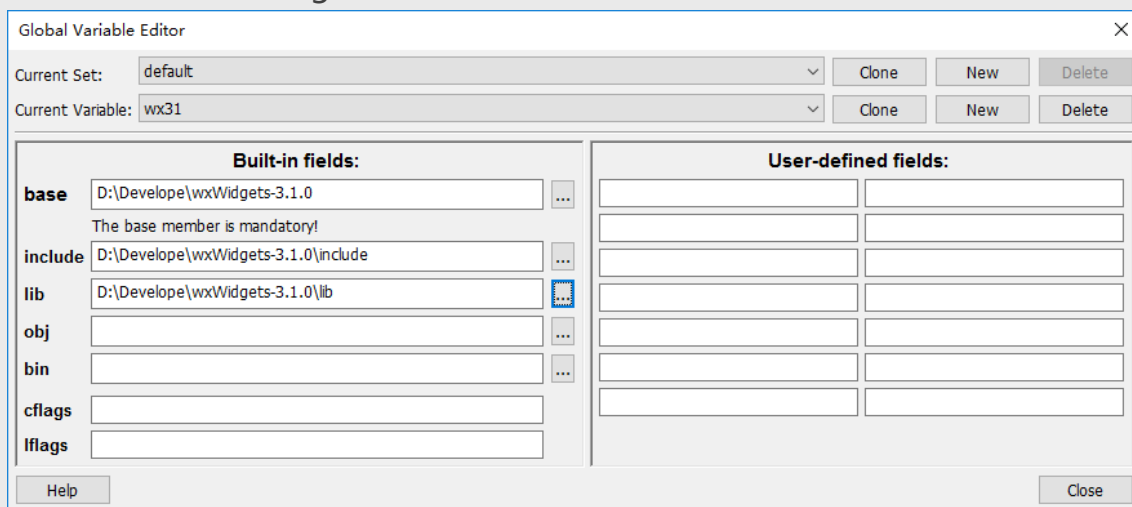 Global Variable Editor
Current Set: default Clone New Delete
Current Variable: wx31 Clone New Delete
Built-in fields:
base D:\Develope\wxWidgets-3.1.0 ...
The base member is mandatory!
include D:\Develope\wxWidgets-3.1.0\include ...
lib D:\Develope\wxWidgets-3.1.0\lib ...
obj ...
bin ...
cflags
lflags
User-defined fields:
Help Close